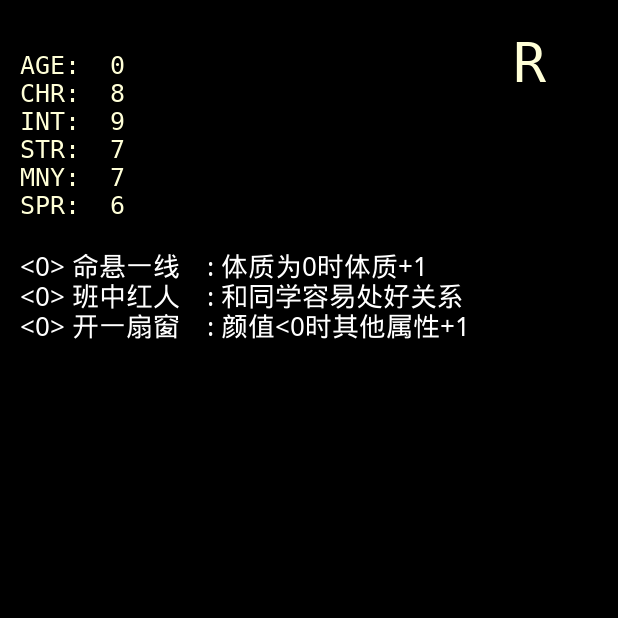 R
AGE: 0
CHR: 8
INT: 9
STR: 7
MNY: 7
SPR: 6
<0> 命悬一线 :体质为0时体质+1
<0> 班中红人 :和同学容易处好关系
<0> 开一扇窗 :颜值<0时其他属性+1